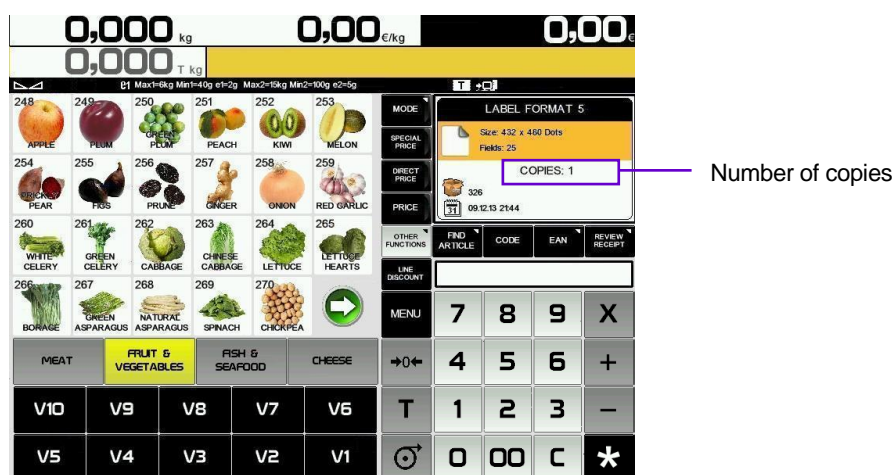 0,000 kg 0,00 €/kg 0,00 €
0,000 T kg
e1 Max1=6kg Min1=40g e1=2g Max2=15kg Min2=100g e2=5g T
248 249 250 251 252 253
APPLE PLUM GREEN PLUM PEACH KIWI MELON
254 255 256 257 258 259
PRICKLY PEAR FIGS PRUNE GINGER ONION RED GARLIC
260 261 262 263 264 265
WHITE CELERY GREEN CELERY CABBAGE CHINESE CABBAGE LETTUCE LETTUCE HEARTS
266 267 268 269 270
BORAGE GREEN ASPARAGUS NATURAL ASPARAGUS SPINACH CHICKPEA
MEAT FRUIT & VEGETABLES FISH & SEAFOOD CHEESE
V10 V9 V8 V7 V6
V5 V4 V3 V2 V1
MODE
SPECIAL PRICE
DIRECT PRICE
PRICE
OTHER FUNCTIONS
LINE DISCOUNT
MENU
→0←
T
LABEL FORMAT 5
Size: 432 x 460 Dots
Fields: 25
COPIES: 1
326
31 09.12.13 21:44
FIND ARTICLE CODE EAN REVIEW RECEIPT
7 8 9 X
4 5 6 +
1 2 3 −
0 00 C *
Number of copies